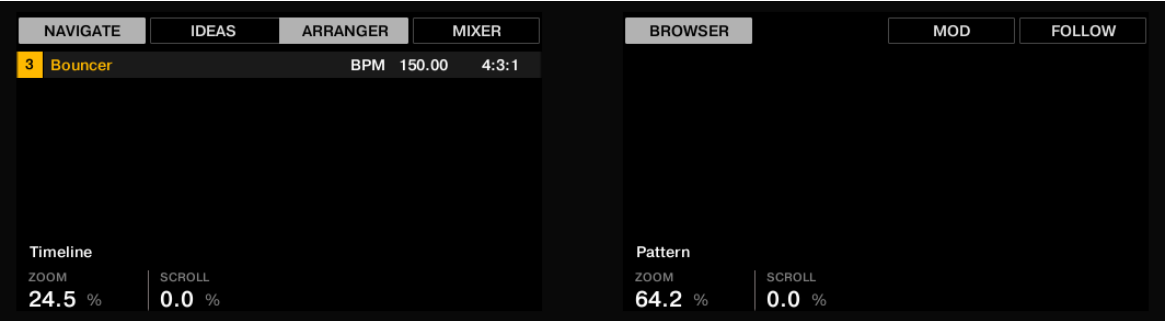 NAVIGATE IDEAS ARRANGER MIXER BROWSER MOD FOLLOW
3 Bouncer BPM 150.00 4:3:1
Timeline Pattern
ZOOM SCROLL ZOOM SCROLL
24.5 % 0.0 % 64.2 % 0.0 %